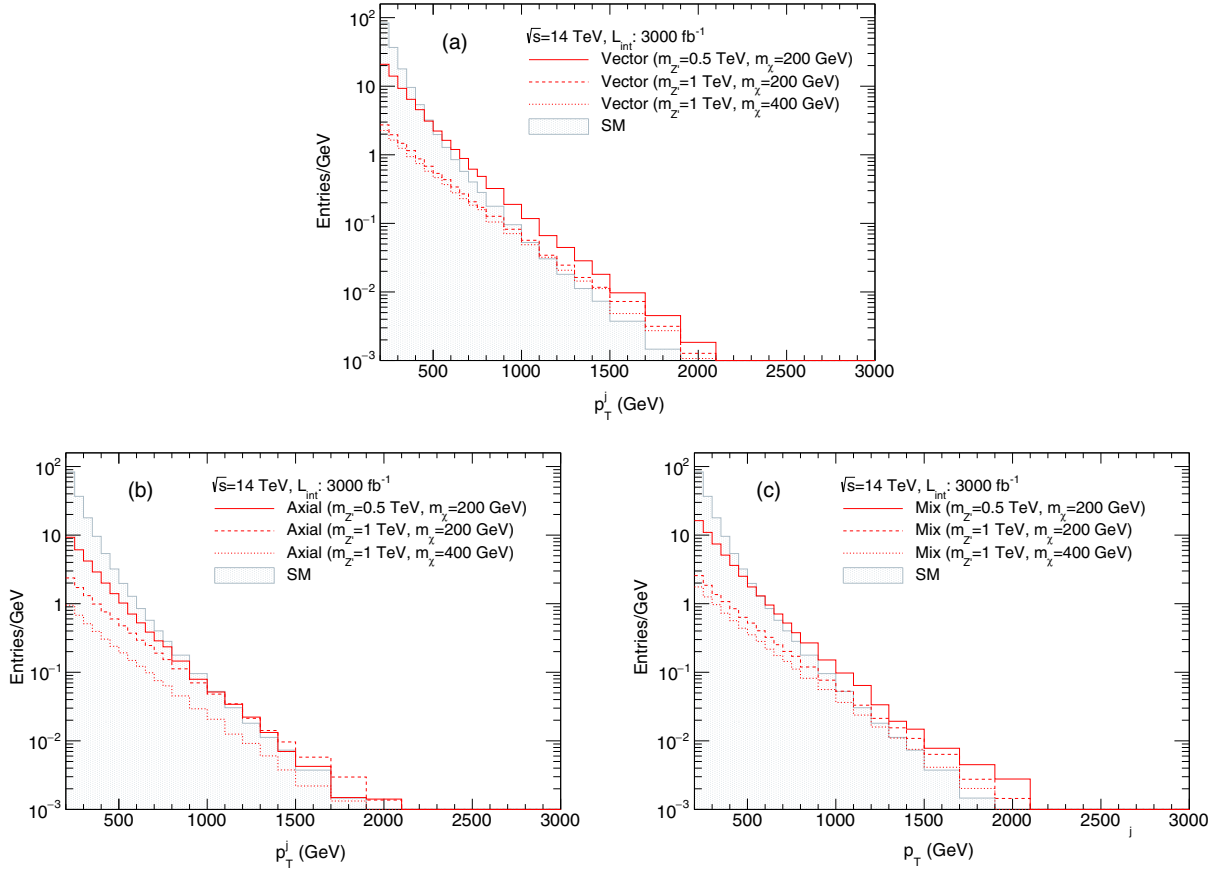 (a)
√s=14 TeV, L_int: 3000 fb⁻¹
Vector (m_Z'=0.5 TeV, m_χ=200 GeV)
Vector (m_Z'=1 TeV, m_χ=200 GeV)
Vector (m_Z'=1 TeV, m_χ=400 GeV)
SM
Entries/GeV
10²
10
1
10⁻¹
10⁻²
10⁻³
500 1000 1500 2000 2500 3000
p_T^j (GeV)
(b)
√s=14 TeV, L_int: 3000 fb⁻¹
Axial (m_Z'=0.5 TeV, m_χ=200 GeV)
Axial (m_Z'=1 TeV, m_χ=200 GeV)
Axial (m_Z'=1 TeV, m_χ=400 GeV)
SM
Entries/GeV
10²
10
1
10⁻¹
10⁻²
10⁻³
500 1000 1500 2000 2500 3000
p_T^j (GeV)
(c)
√s=14 TeV, L_int: 3000 fb⁻¹
Mix (m_Z'=0.5 TeV, m_χ=200 GeV)
Mix (m_Z'=1 TeV, m_χ=200 GeV)
Mix (m_Z'=1 TeV, m_χ=400 GeV)
SM
Entries/GeV
10²
10
1
10⁻¹
10⁻²
10⁻³
500 1000 1500 2000 2500 3000
j
p_T (GeV)